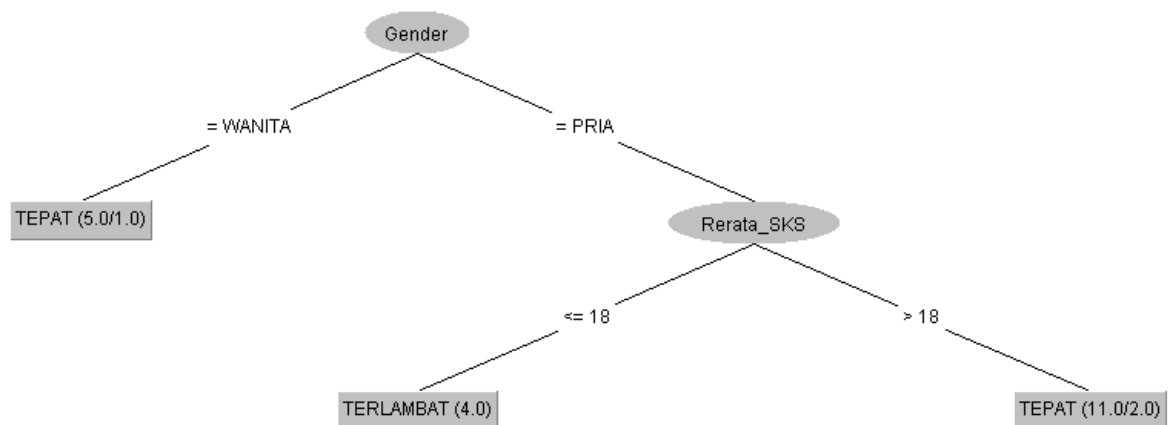 Gender
= WANITA
= PRIA
TEPAT (5.0/1.0)
Rerata_SKS
<= 18
> 18
TERLAMBAT (4.0)
TEPAT (11.0/2.0)